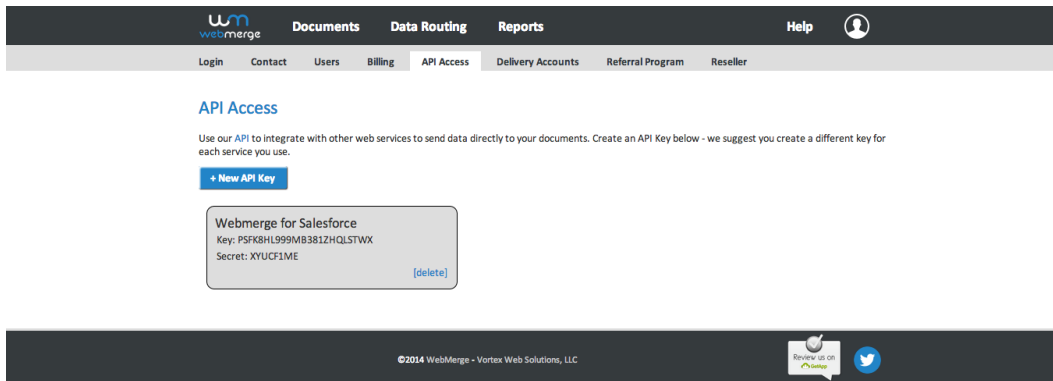 wm
webmerge
Documents
Data Routing
Reports
Help
Login
Contact
Users
Billing
API Access
Delivery Accounts
Referral Program
Reseller
API Access
Use our API to integrate with other web services to send data directly to your documents. Create an API Key below - we suggest you create a different key for
each service you use.
+ New API Key
Webmerge for Salesforce
Key: PSFK8HL999MB381ZHQLSTWX
Secret: XYUCF1ME
[delete]
©2014 WebMerge - Vortex Web Solutions, LLC
Review us on
GetApp